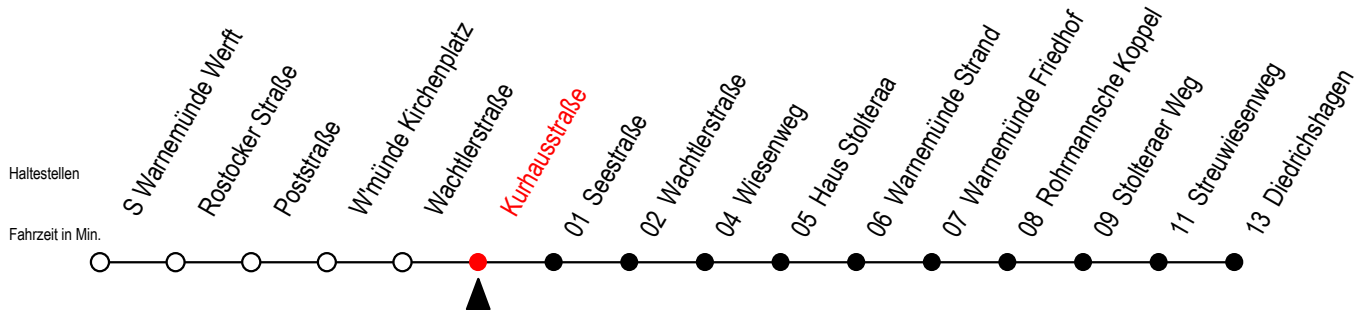 Haltestellen
Fahrzeit in Min.
S Warnemünde Werft
Rostocker Straße
Poststraße
W'münde Kirchenplatz
Wachtlerstraße
Kurhausstraße
01 Seestraße
02 Wachtlerstraße
04 Wiesenweg
05 Haus Stolteraa
06 Warnemünde Strand
07 Warnemünde Friedhof
08 Rohrmannsche Koppel
09 Stolteraer Weg
11 Streuwiesenweg
13 Diedrichshagen